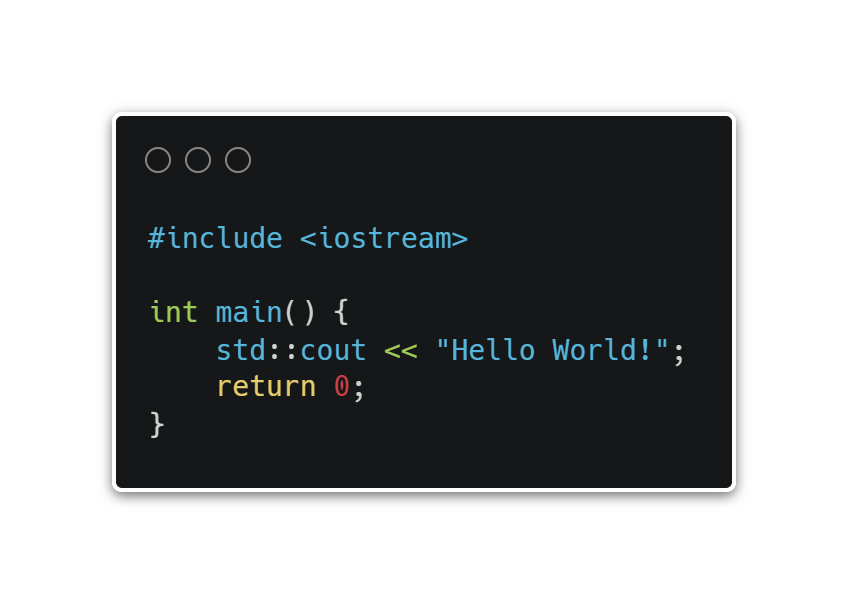 #include <iostream>

int main() {
    std::cout << "Hello World!";
    return 0;
}